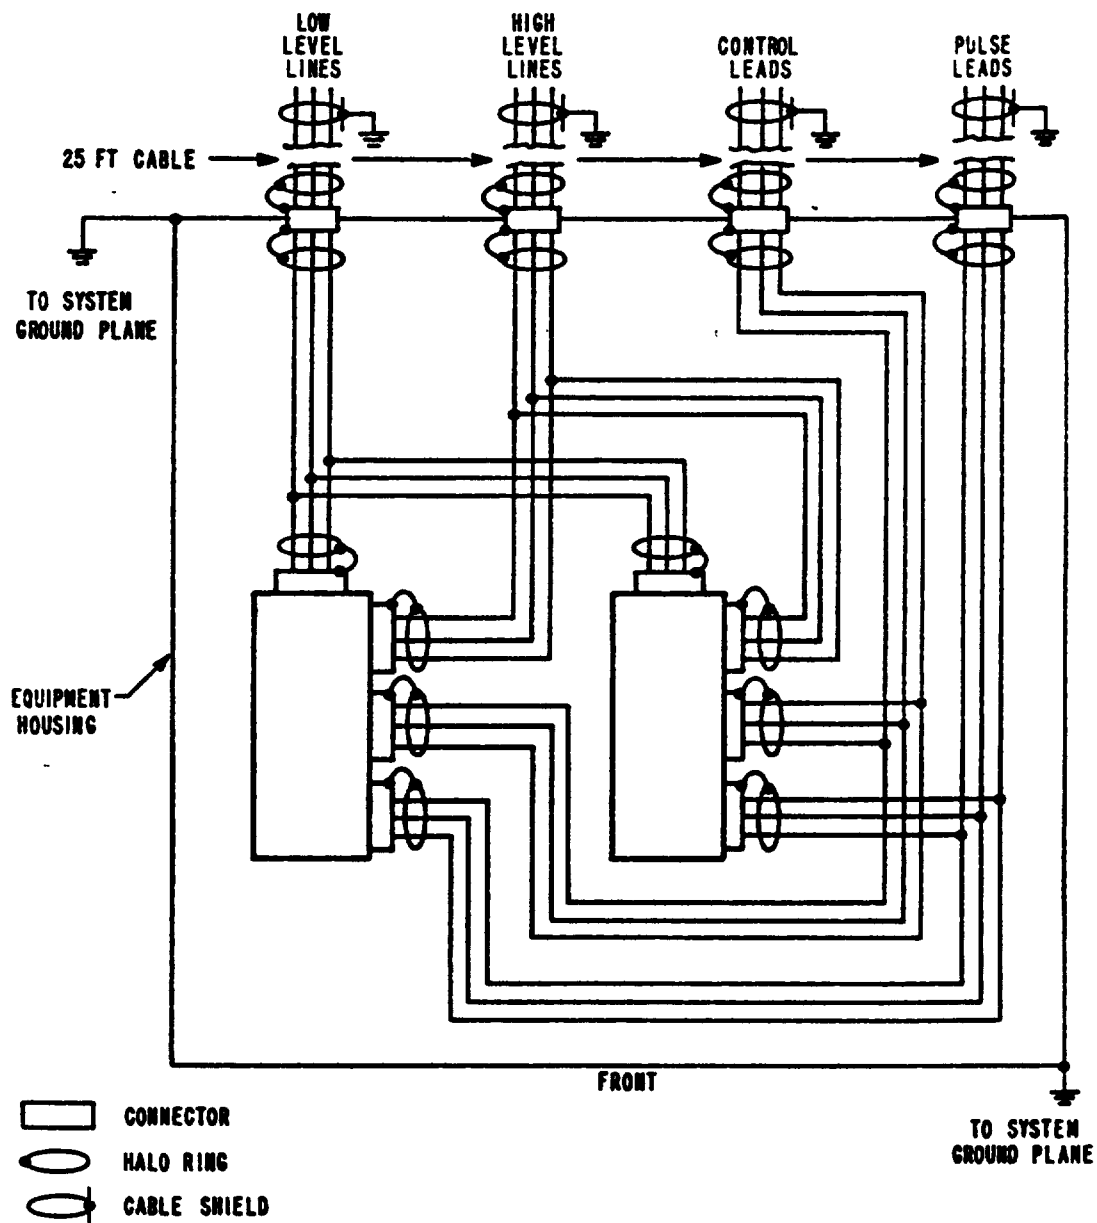 LOW
LEVEL
LINES
HIGH
LEVEL
LINES
CONTROL
LEADS
PULSE
LEADS
25 FT CABLE
TO SYSTEM
GROUND PLANE
EQUIPMENT
HOUSING
FRONT
TO SYSTEM
GROUND PLANE
CONNECTOR
HALO RING
CABLE SHIELD